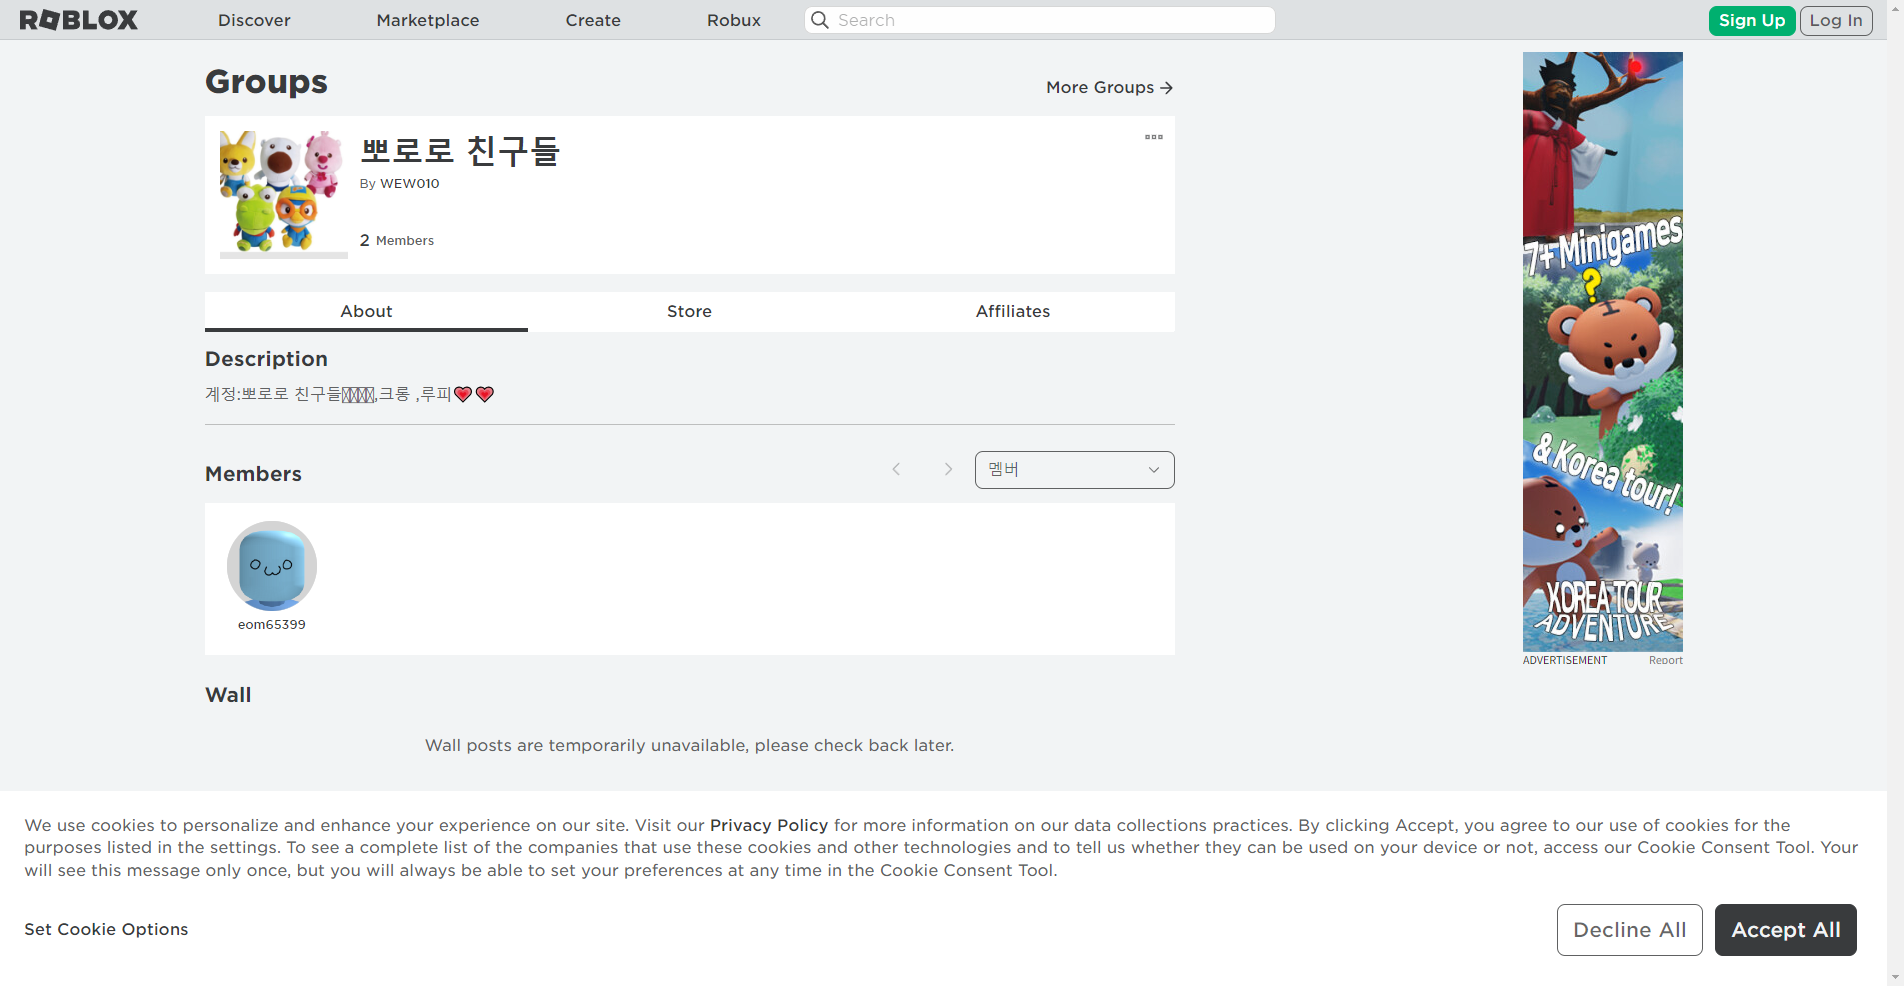 ROBLOX
Discover
Marketplace
Create
Robux
Search
Sign Up
Log In
Groups
More Groups
뽀로로 친구들
By WEW010
2 Members
About
Store
Affiliates
Description
계정:뽀로로 친구들,크롱 ,루피
Members
멤버
eom65399
Wall
Wall posts are temporarily unavailable, please check back later.
7+ Minigames
?
& Korea tour!
KOREA TOUR
ADVENTURE
ADVERTISEMENT
Report
We use cookies to personalize and enhance your experience on our site. Visit our Privacy Policy for more information on our data collections practices. By clicking Accept, you agree to our use of cookies for the
purposes listed in the settings. To see a complete list of the companies that use these cookies and other technologies and to tell us whether they can be used on your device or not, access our Cookie Consent Tool. Your
will see this message only once, but you will always be able to set your preferences at any time in the Cookie Consent Tool.
Set Cookie Options
Decline All
Accept All